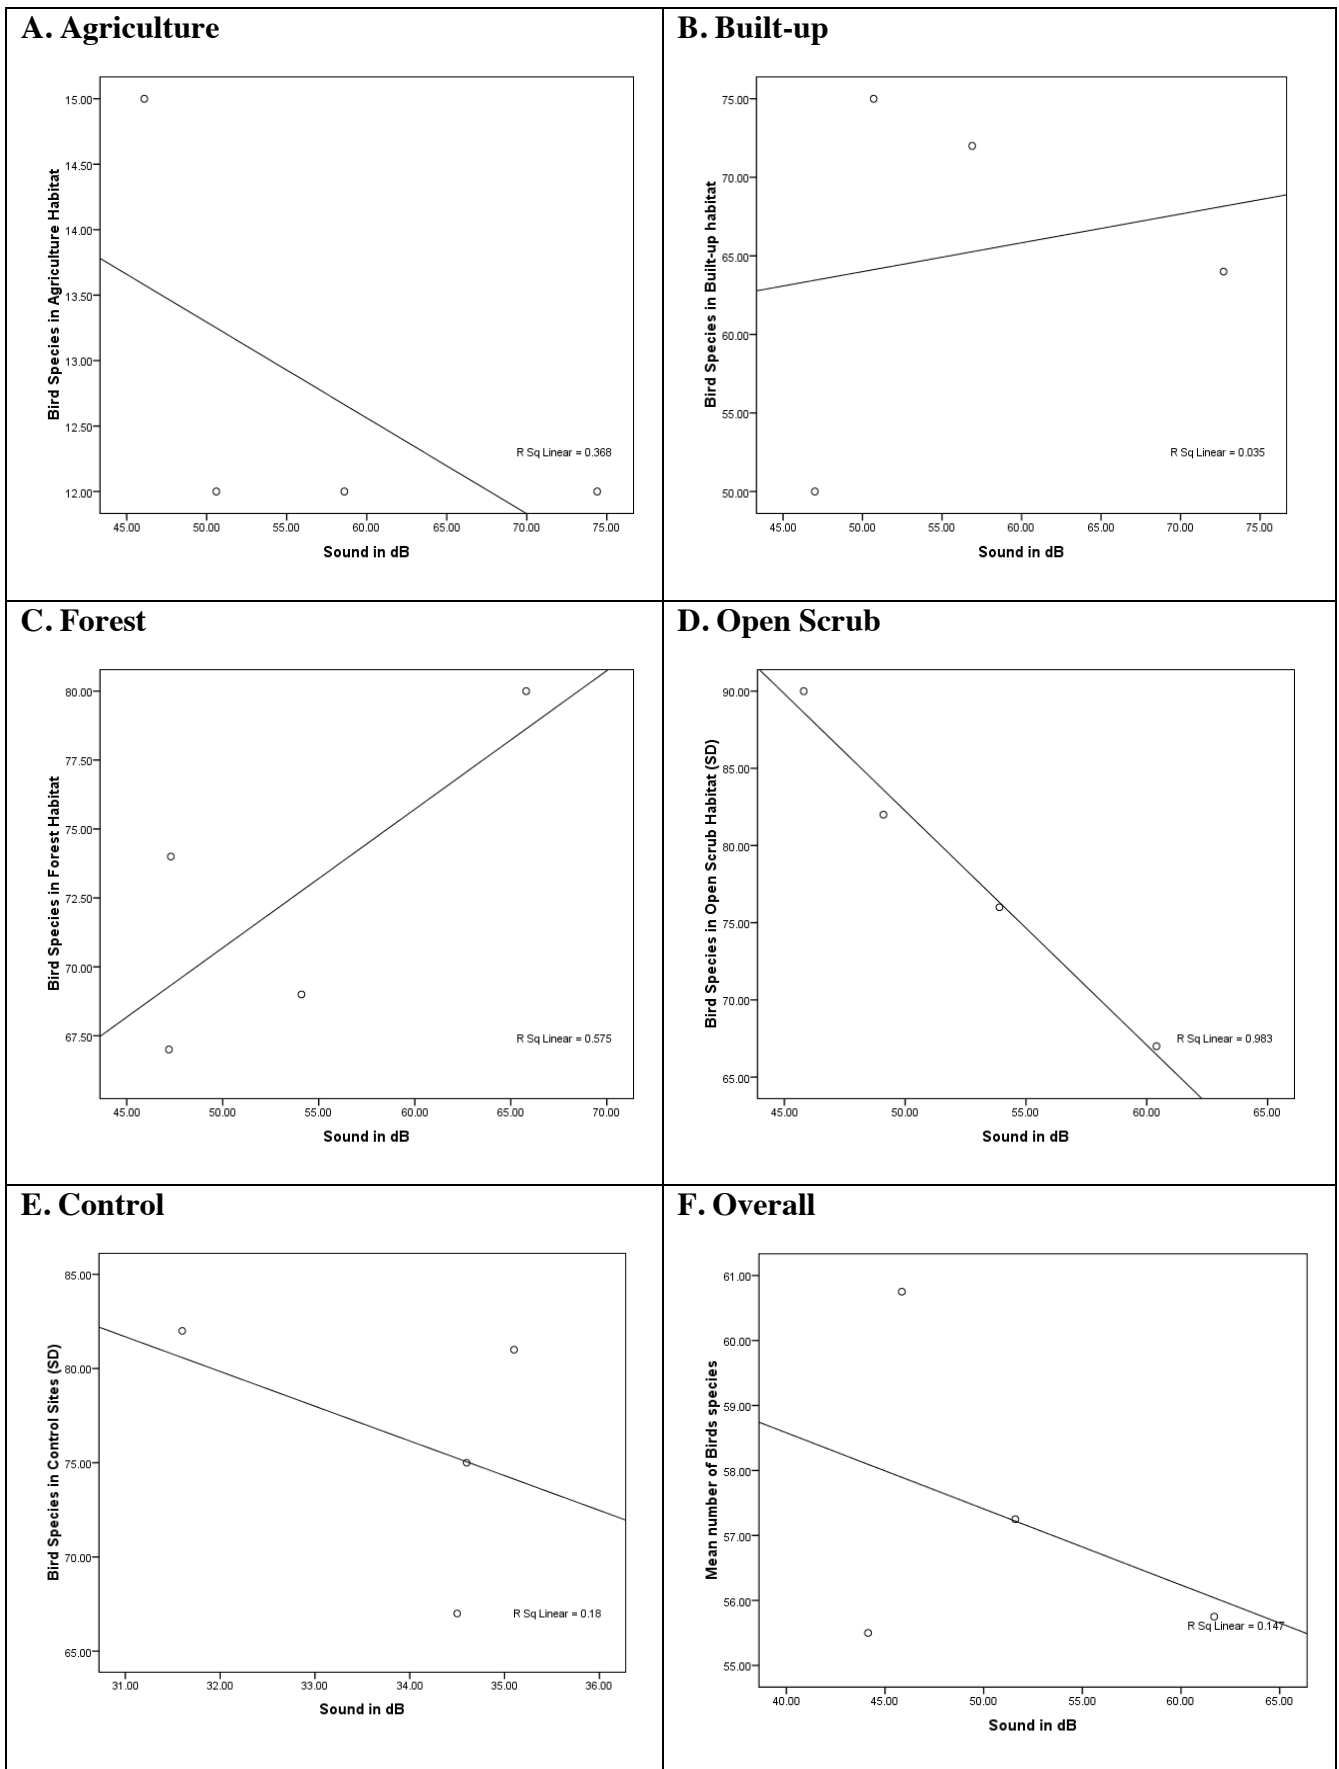 A. Agriculture
Bird Species in Agriculture Habitat
15.00
14.50
14.00
13.50
13.00
12.50
12.00
R Sq Linear = 0.368
45.00 50.00 55.00 60.00 65.00 70.00 75.00
Sound in dB
B. Built-up
Bird Species in Built-up habitat
75.00
70.00
65.00
60.00
55.00
50.00
R Sq Linear = 0.035
45.00 50.00 55.00 60.00 65.00 70.00 75.00
Sound in dB
C. Forest
Bird Species in Forest Habitat
80.00
77.50
75.00
72.50
70.00
67.50
R Sq Linear = 0.575
45.00 50.00 55.00 60.00 65.00 70.00
Sound in dB
D. Open Scrub
Bird Species in Open Scrub Habitat (SD)
90.00
85.00
80.00
75.00
70.00
65.00
R Sq Linear = 0.983
45.00 50.00 55.00 60.00 65.00
Sound in dB
E. Control
Bird Species in Control Sites (SD)
85.00
80.00
75.00
70.00
65.00
R Sq Linear = 0.18
31.00 32.00 33.00 34.00 35.00 36.00
Sound in dB
F. Overall
Mean number of Birds species
61.00
60.00
59.00
58.00
57.00
56.00
55.00
R Sq Linear = 0.147
40.00 45.00 50.00 55.00 60.00 65.00
Sound in dB